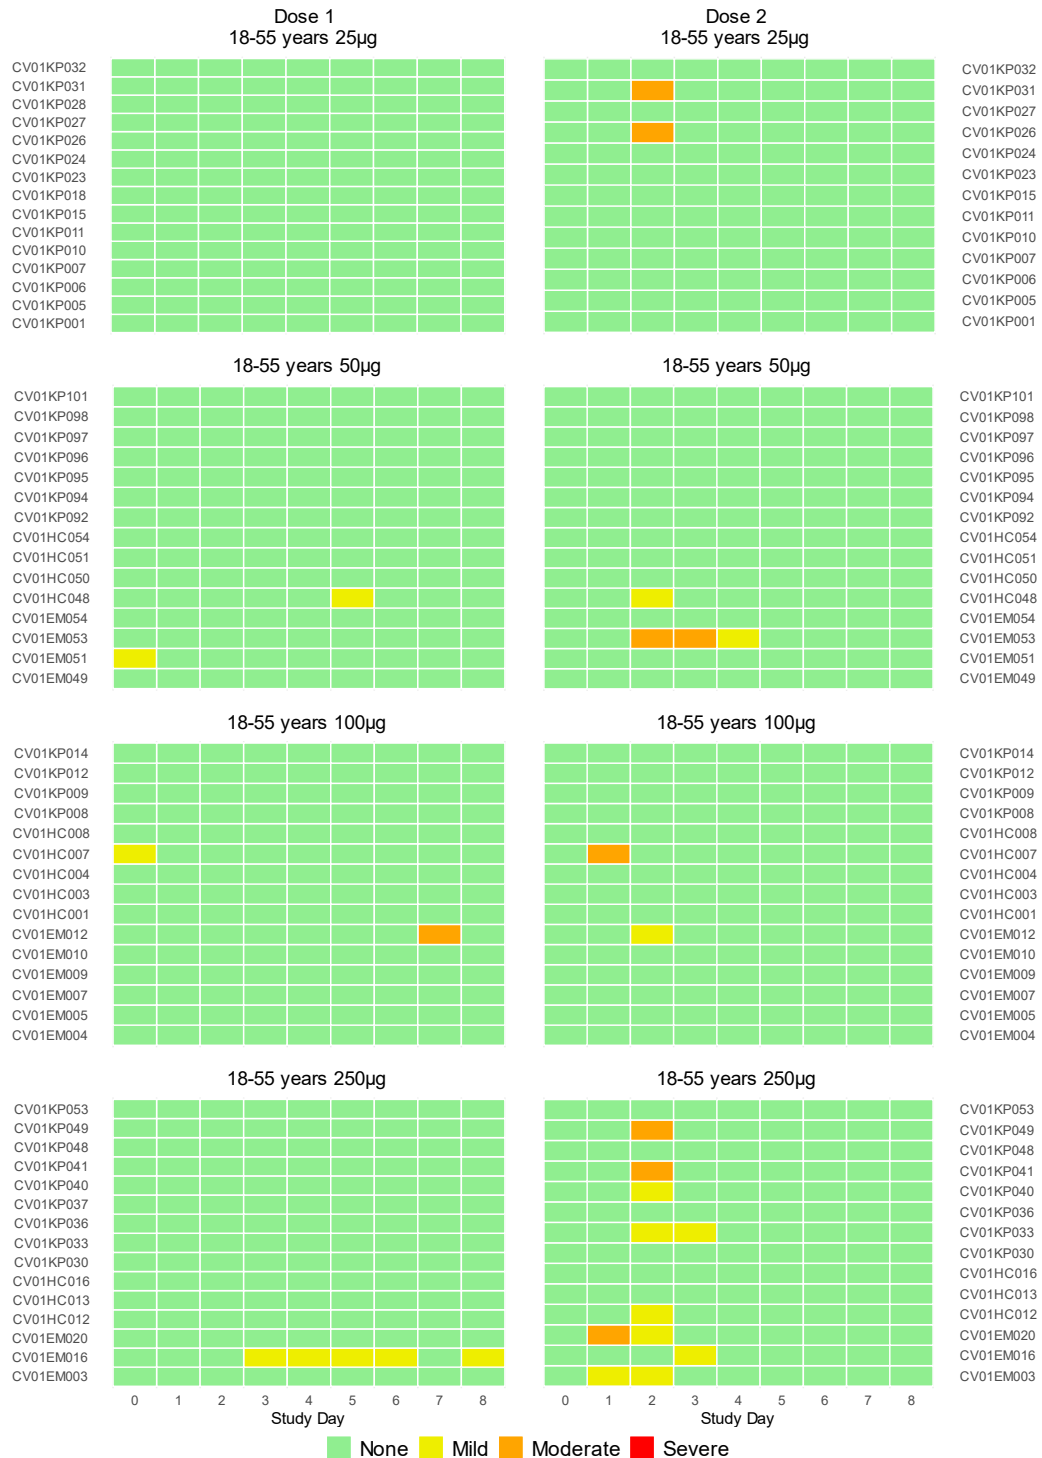 Dose 1
18-55 years 25µg
Dose 2
18-55 years 25µg
CV01KP032
CV01KP031
CV01KP028
CV01KP027
CV01KP026
CV01KP024
CV01KP023
CV01KP018
CV01KP015
CV01KP011
CV01KP010
CV01KP007
CV01KP006
CV01KP005
CV01KP001
CV01KP032
CV01KP031
CV01KP027
CV01KP026
CV01KP024
CV01KP023
CV01KP015
CV01KP011
CV01KP010
CV01KP007
CV01KP006
CV01KP005
CV01KP001
18-55 years 50µg
18-55 years 50µg
CV01KP101
CV01KP098
CV01KP097
CV01KP096
CV01KP095
CV01KP094
CV01KP092
CV01HC054
CV01HC051
CV01HC050
CV01HC048
CV01EM054
CV01EM053
CV01EM051
CV01EM049
CV01KP101
CV01KP098
CV01KP097
CV01KP096
CV01KP095
CV01KP094
CV01KP092
CV01HC054
CV01HC051
CV01HC050
CV01HC048
CV01EM054
CV01EM053
CV01EM051
CV01EM049
18-55 years 100µg
18-55 years 100µg
CV01KP014
CV01KP012
CV01KP009
CV01KP008
CV01HC008
CV01HC007
CV01HC004
CV01HC003
CV01HC001
CV01EM012
CV01EM010
CV01EM009
CV01EM007
CV01EM005
CV01EM004
CV01KP014
CV01KP012
CV01KP009
CV01KP008
CV01HC008
CV01HC007
CV01HC004
CV01HC003
CV01HC001
CV01EM012
CV01EM010
CV01EM009
CV01EM007
CV01EM005
CV01EM004
18-55 years 250µg
18-55 years 250µg
CV01KP053
CV01KP049
CV01KP048
CV01KP041
CV01KP040
CV01KP037
CV01KP036
CV01KP033
CV01KP030
CV01HC016
CV01HC013
CV01HC012
CV01EM020
CV01EM016
CV01EM003
CV01KP053
CV01KP049
CV01KP048
CV01KP041
CV01KP040
CV01KP036
CV01KP033
CV01KP030
CV01HC016
CV01HC013
CV01HC012
CV01EM020
CV01EM016
CV01EM003
0 1 2 3 4 5 6 7 8
Study Day
0 1 2 3 4 5 6 7 8
Study Day
None Mild Moderate Severe